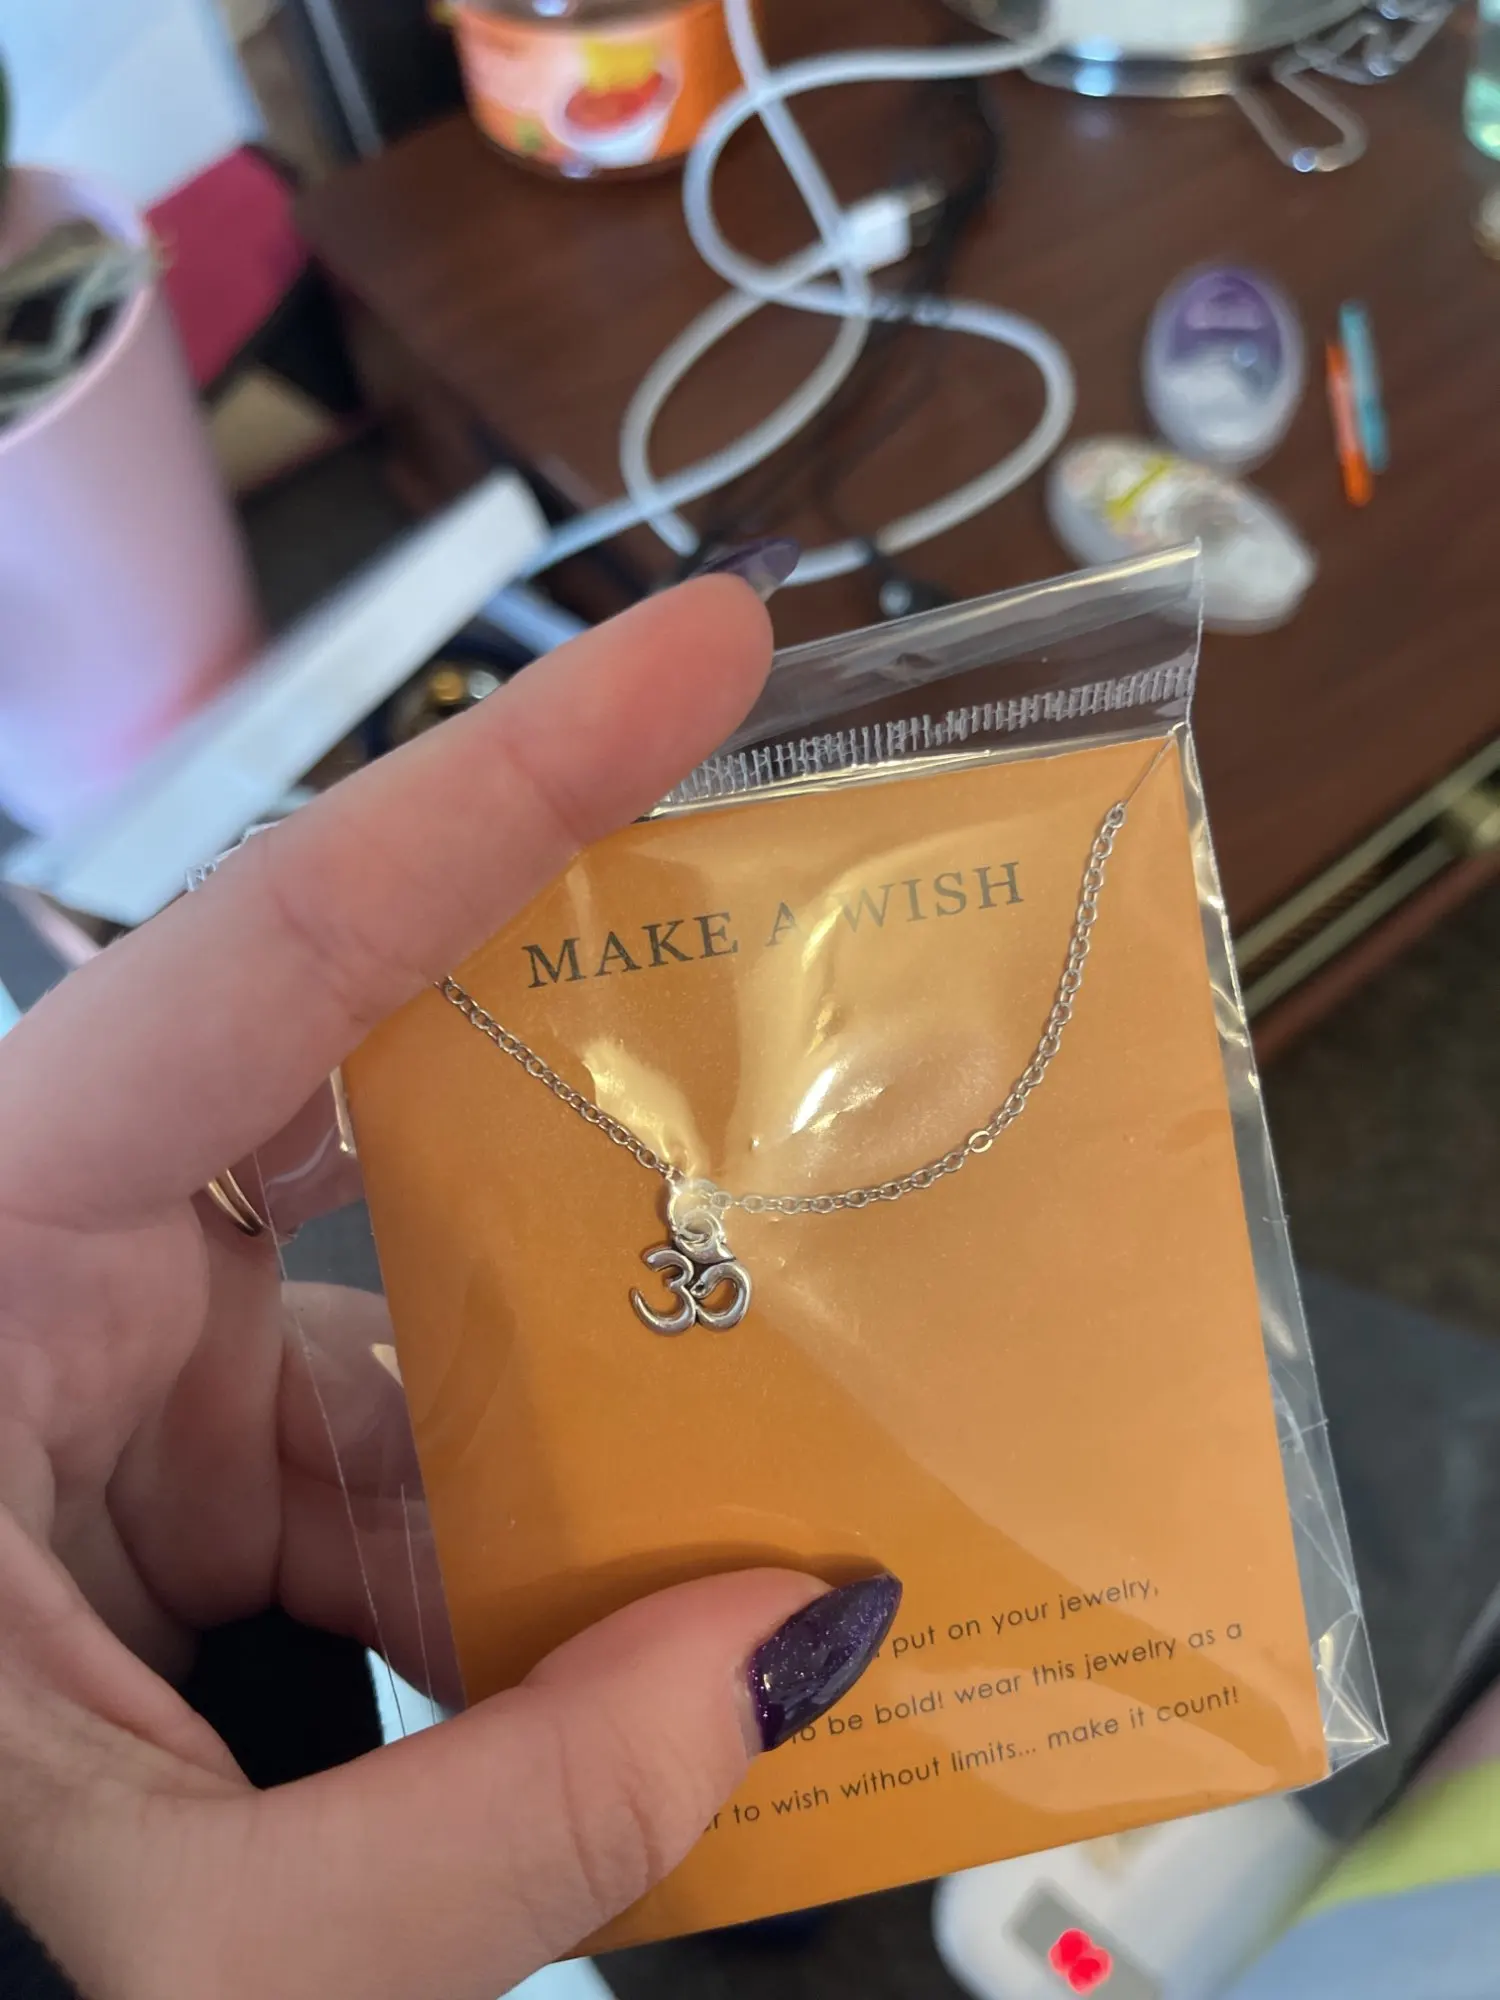 MAKE A WISH
ॐ
put on your jewelry,
to be bold! wear this jewelry as a
to wish without limits... make it count!